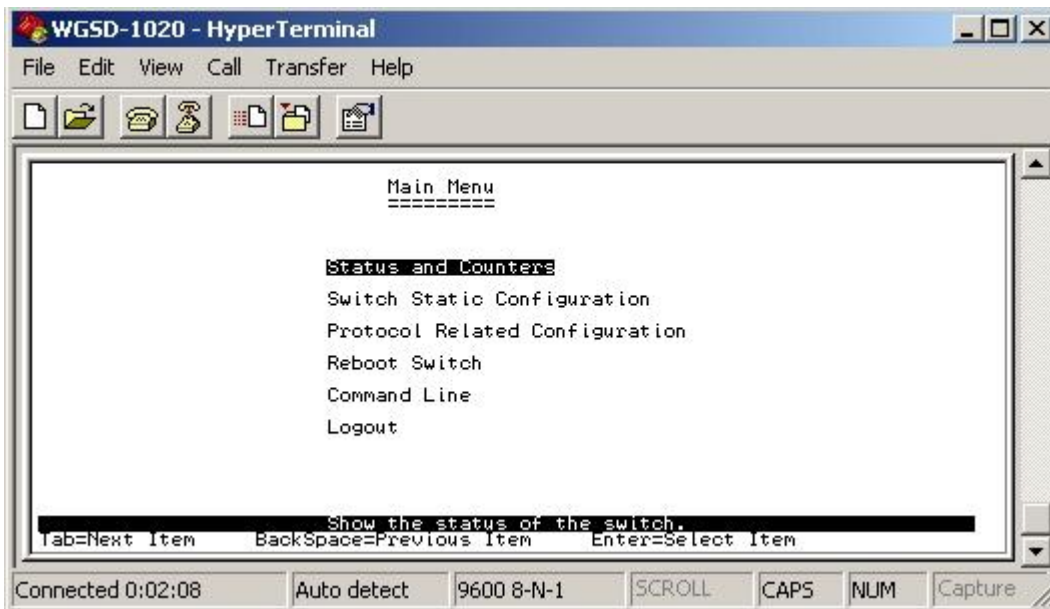 WGSD-1020 - HyperTerminal
File Edit View Call Transfer Help
Main Menu
=========
Status and Counters
Switch Static Configuration
Protocol Related Configuration
Reboot Switch
Command Line
Logout
Show the status of the switch.
Tab=Next Item BackSpace=Previous Item Enter=Select Item
Connected 0:02:08 Auto detect 9600 8-N-1 SCROLL CAPS NUM Capture